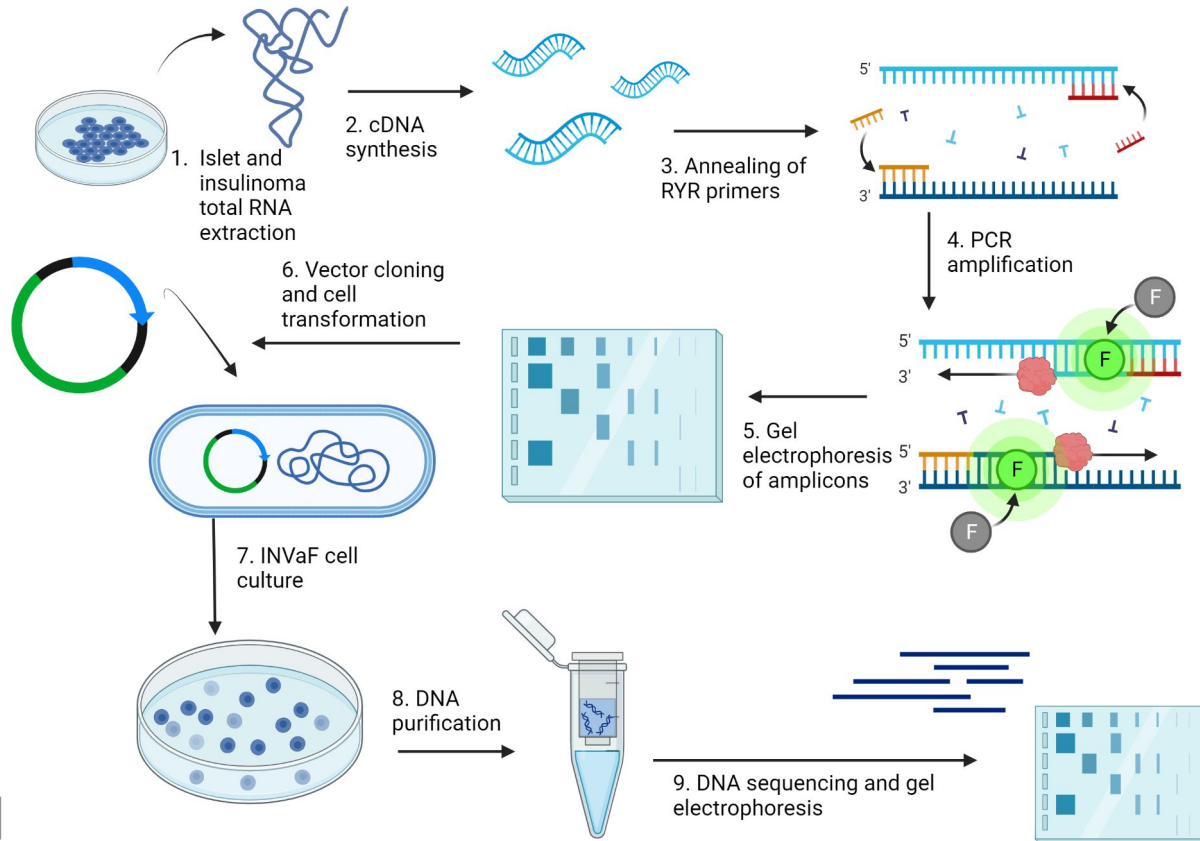 1. Islet and
insulinoma
total RNA
extraction
2. cDNA
synthesis
3. Annealing of
RYR primers
5'
3'
4. PCR
amplification
F
5'
F
3'
5'
F
3'
F
5. Gel
electrophoresis
of amplicons
6. Vector cloning
and cell
transformation
7. INVaF cell
culture
8. DNA
purification
9. DNA sequencing and gel
electrophoresis